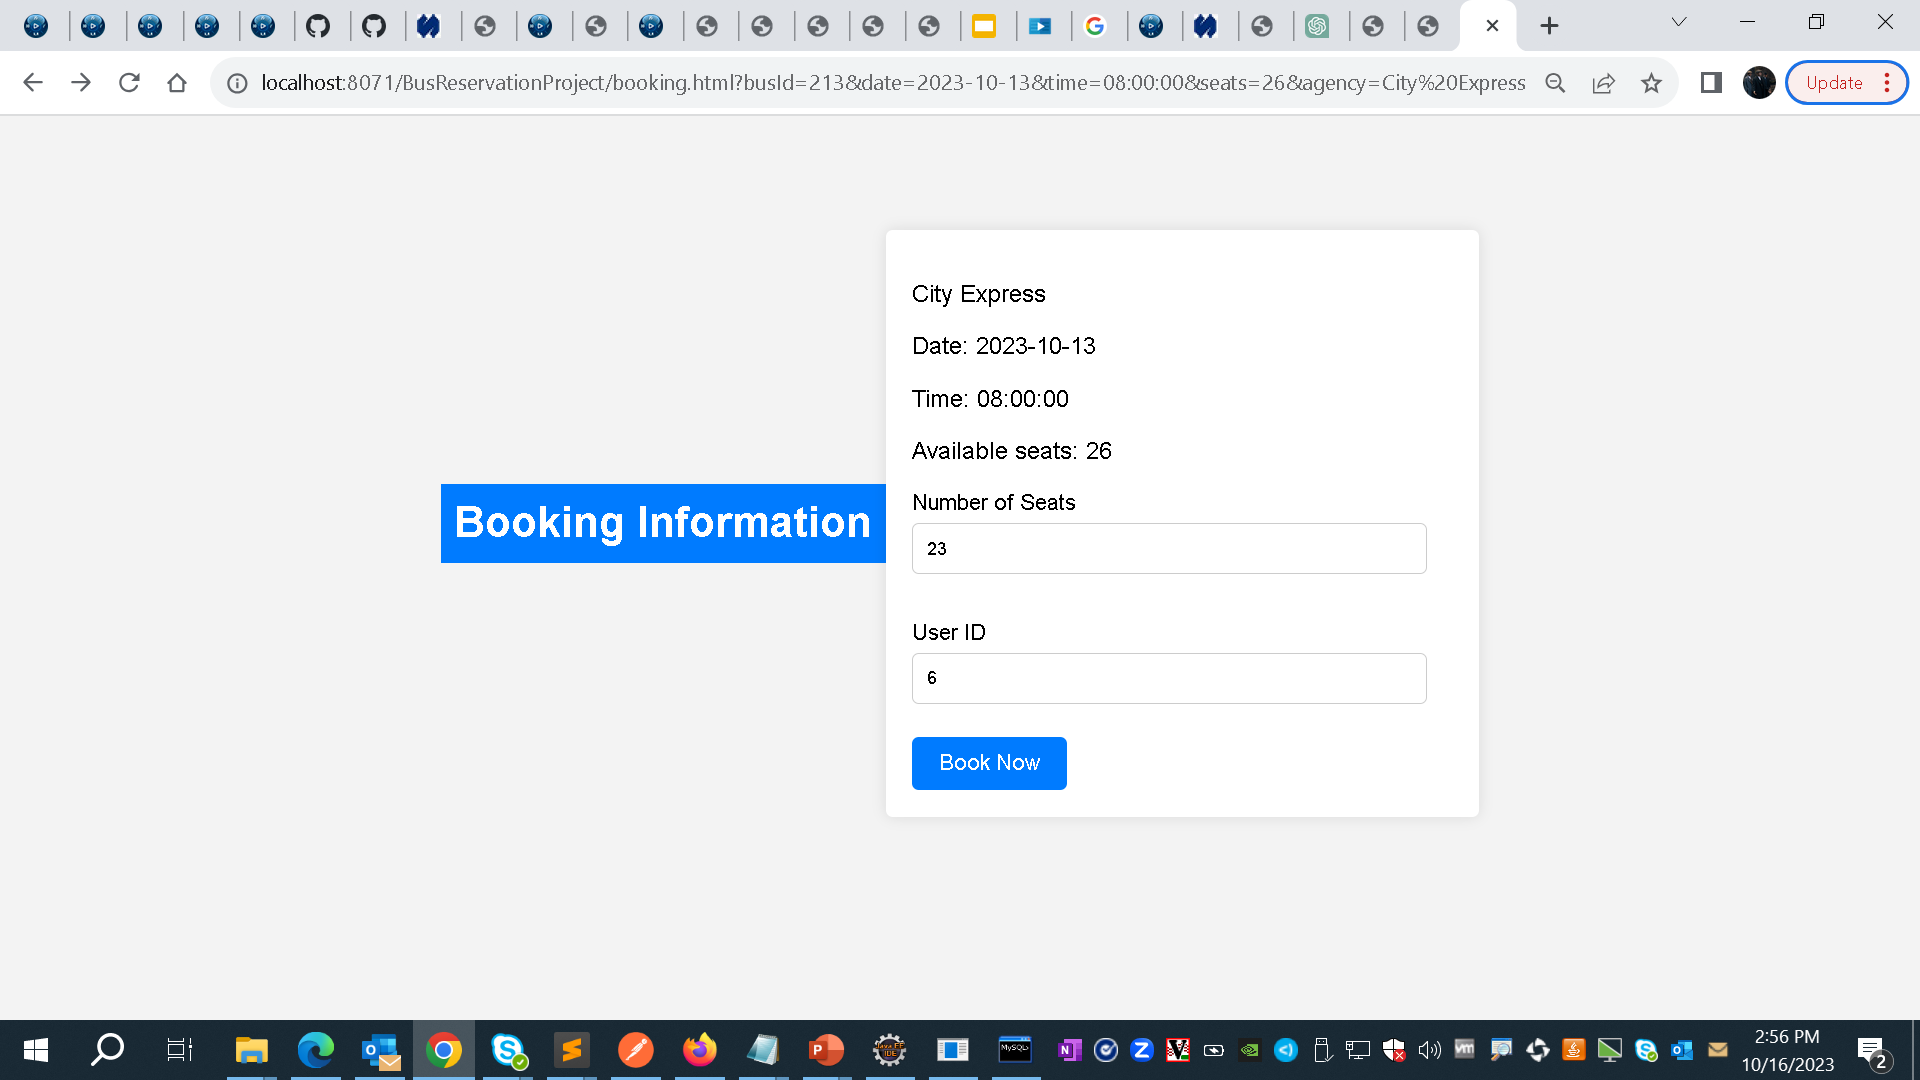 localhost:8071/BusReservationProject/booking.html?busId=213&date=2023-10-13&time=08:00:00&seats=26&agency=City%20Express
Update
Booking Information
City Express
Date: 2023-10-13
Time: 08:00:00
Available seats: 26
Number of Seats
23
User ID
6
Book Now
2:56 PM
10/16/2023
2